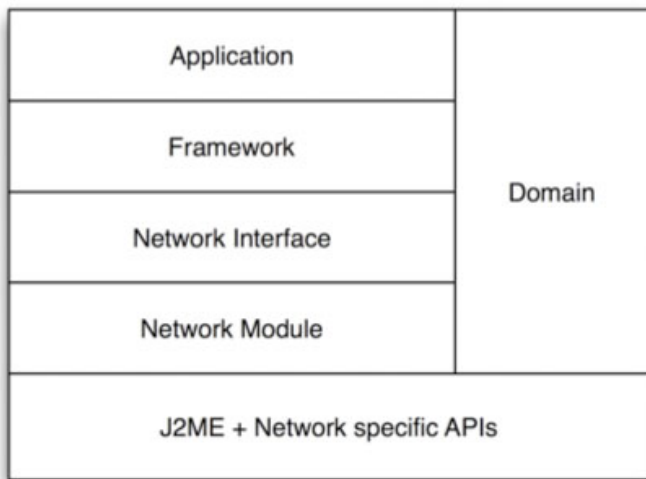 Application
Framework
Domain
Network Interface
Network Module
J2ME + Network specific APIs